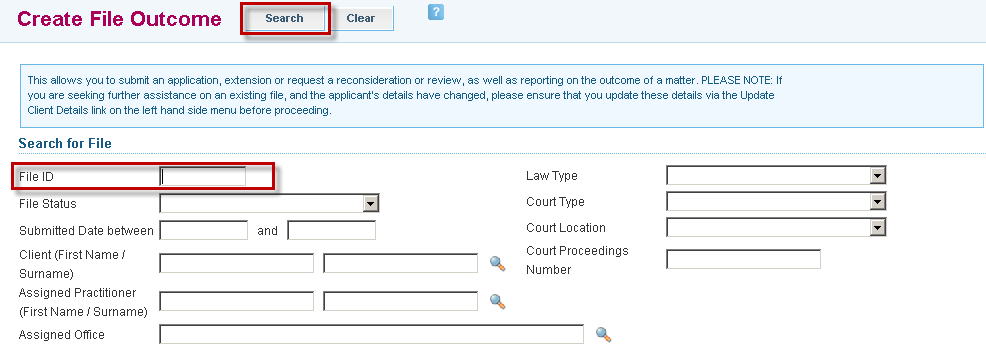 Create File Outcome
Search
Clear
?
This allows you to submit an application, extension or request a reconsideration or review, as well as reporting on the outcome of a matter. PLEASE NOTE: If
you are seeking further assistance on an existing file, and the applicant's details have changed, please ensure that you update these details via the Update
Client Details link on the left hand side menu before proceeding.
Search for File
File ID
File Status
Submitted Date between
and
Client (First Name /
Surname)
Assigned Practitioner
(First Name / Surname)
Assigned Office
Law Type
Court Type
Court Location
Court Proceedings
Number